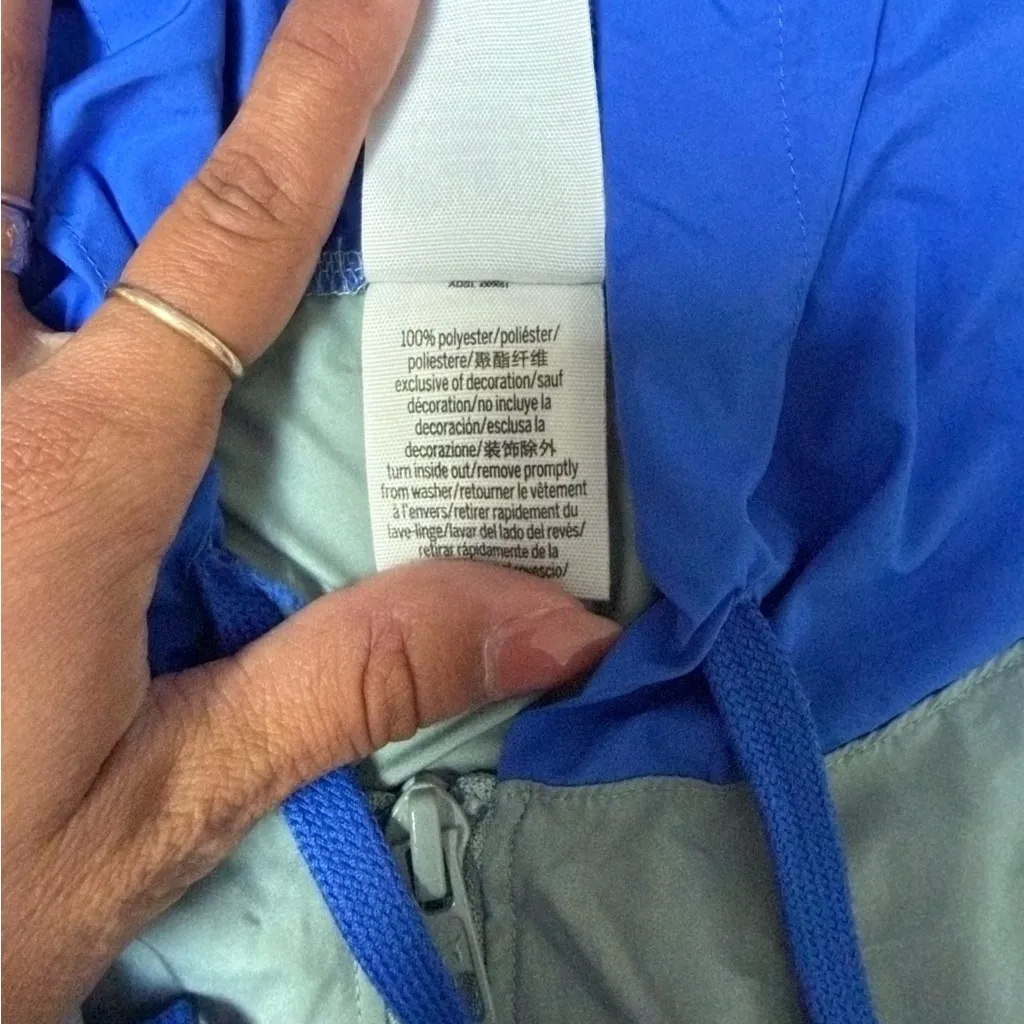 100% polyester/poliéster/
poliestere/聚酯纤维
exclusive of decoration/sauf
décoration/no incluye la
decoración/esclusa la
decorazione/装饰除外
turn inside out/remove promptly
from washer/retourner le vêtement
à l'envers/retirer rapidement du
lave-linge/lavar del lado del revés/
retirar rápidamente de la